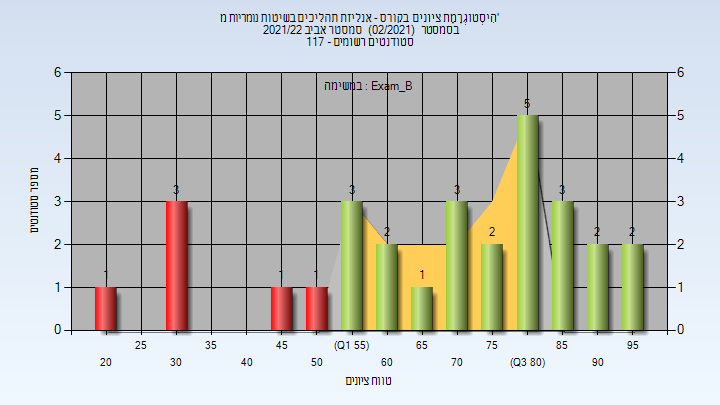 הִיסְטוֹגְרָמַת ציונים בקורס - אנליזת תהליכים בשיטות נומריות מ'
בסמסטר (02/2021) סמסטר אביב 2021/22
סטודנטים רשומים - 117
במשימה : Exam_B
מספר סטודנטים
6 6
5 5
4 4
3 3
2 2
1 1
0 0
1 3 1 1 3 2 1 3 2 5 3 2 2
25 35 45 (Q1 55) 65 75 85 95
20 30 40 50 60 70 (Q3 80) 90
טווח ציונים